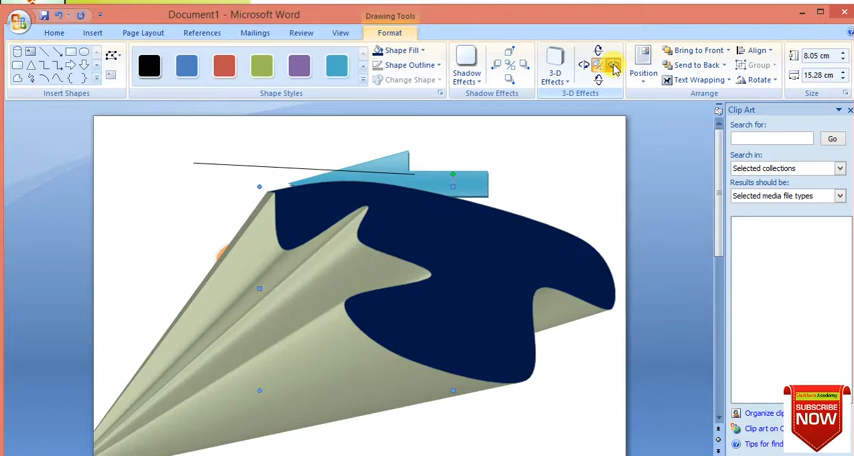 Document1 - Microsoft Word
Drawing Tools
Home Insert Page Layout References Mailings Review View Format
Shape Fill
Shape Outline
Change Shape
Shadow
Effects
3-D
Effects
Position
Bring to Front
Send to Back
Text Wrapping
Align
Group
Rotate
8.05 cm
15.28 cm
Insert Shapes Shape Styles Shadow Effects 3-D Effects Arrange Size
Clip Art
Search for:
Go
Search in:
Selected collections
Results should be:
Selected media file types
Organize clip
Clip art on O
Tips for find
Academy
SUBSCRIBE
NOW